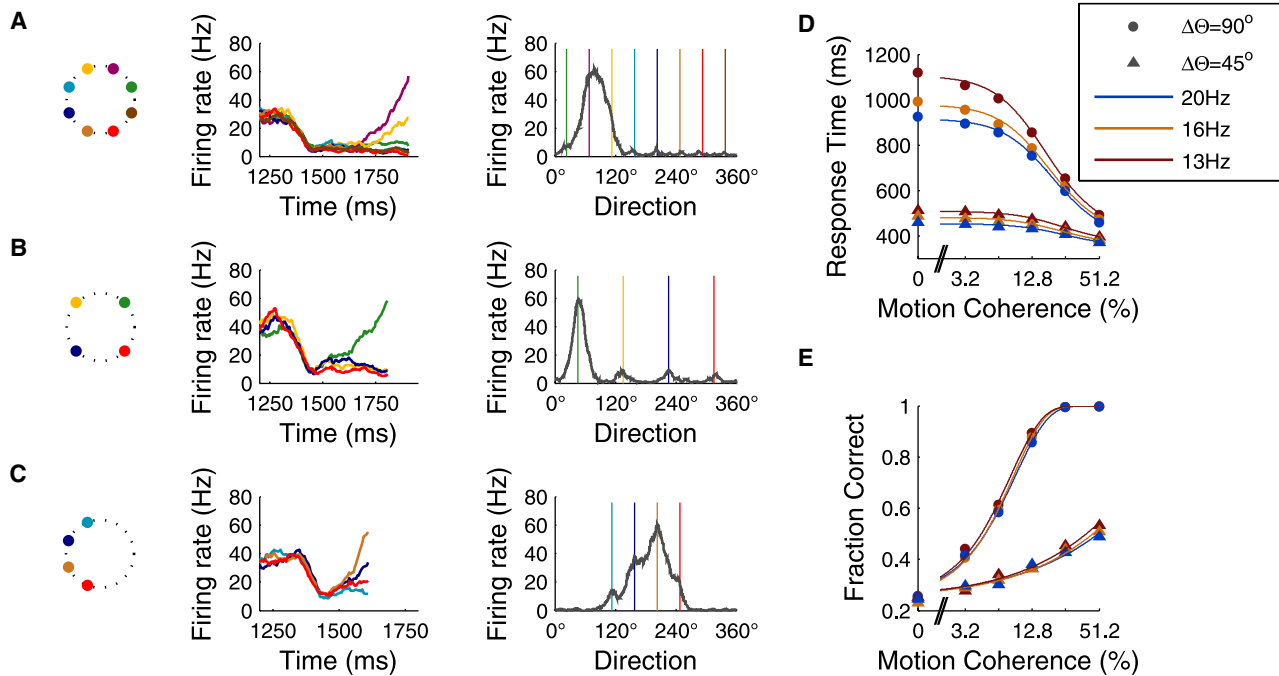 A
Firing rate (Hz)
80
60
40
20
0
1250 1500 1750
Time (ms)
Firing rate (Hz)
80
60
40
20
0
0° 120° 240° 360°
Direction
B
Firing rate (Hz)
80
60
40
20
0
1250 1500 1750
Time (ms)
Firing rate (Hz)
80
60
40
20
0
0° 120° 240° 360°
Direction
C
Firing rate (Hz)
80
60
40
20
0
1250 1500 1750
Time (ms)
Firing rate (Hz)
80
60
40
20
0
0° 120° 240° 360°
Direction
D
Response Time (ms)
1200
1000
800
600
400
0 3.2 12.8 51.2
Motion Coherence (%)
ΔΘ=90°
ΔΘ=45°
20Hz
16Hz
13Hz
E
Fraction Correct
1
0.8
0.6
0.4
0.2
0 3.2 12.8 51.2
Motion Coherence (%)